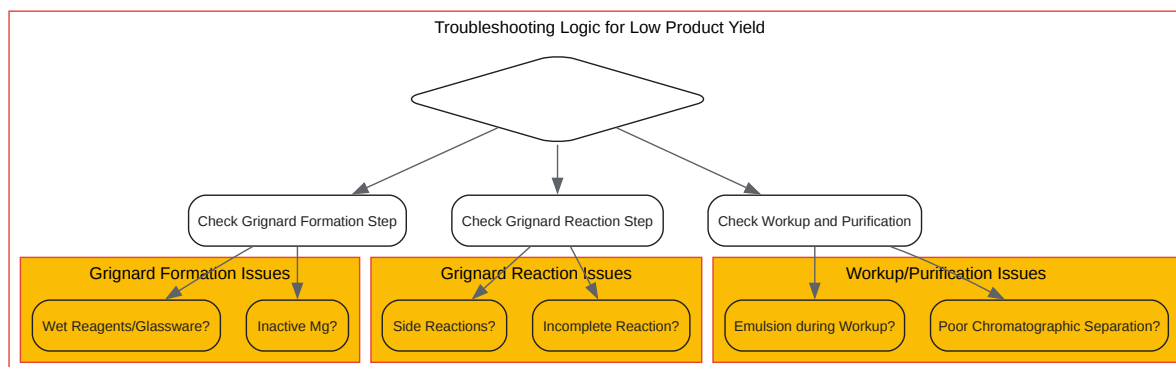 Troubleshooting Logic for Low Product Yield
Check Grignard Formation Step
Check Grignard Reaction Step
Check Workup and Purification
Grignard Formation Issues
Grignard Reaction Issues
Workup/Purification Issues
Wet Reagents/Glassware?
Inactive Mg?
Side Reactions?
Incomplete Reaction?
Emulsion during Workup?
Poor Chromatographic Separation?